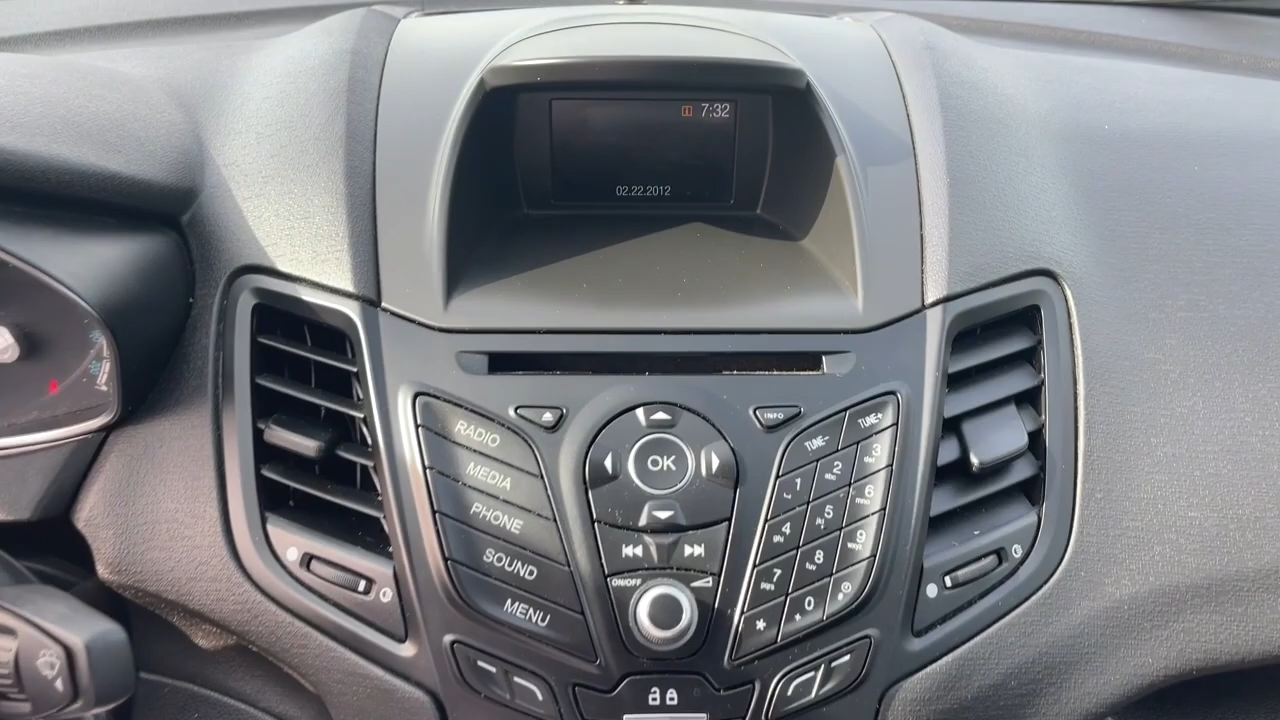 7:32
02.22.2012
INFO
RADIO
MEDIA
PHONE
SOUND
MENU
OK
ON/OFF
TUNE-
TUNE+
1
2 abc
3 def
4 ghi
5 jkl
6 mno
7 pqrs
8 tuv
9 wxyz
*
0
+